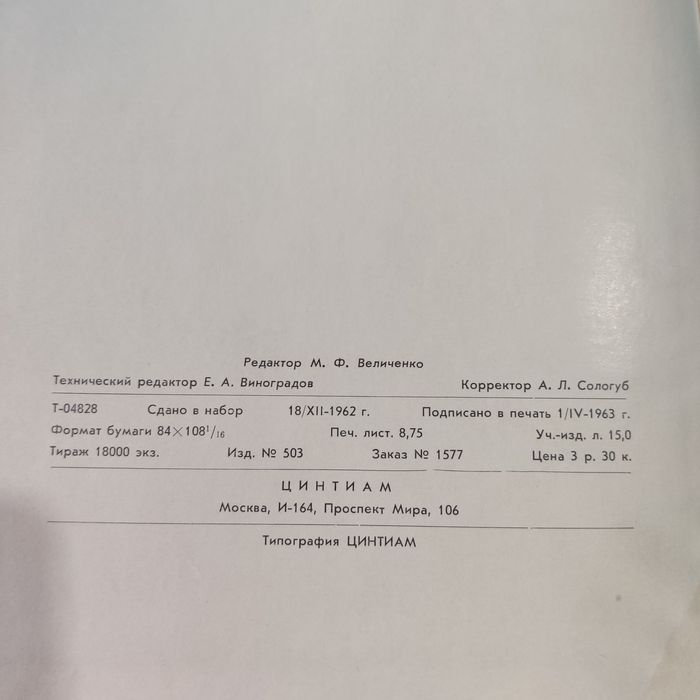 Редактор М. Ф. Величенко
Технический редактор Е. А. Виноградов Корректор А. Л. Сологуб
Т-04828 Сдано в набор 18/XII-1962 г. Подписано в печать 1/IV-1963 г.
Формат бумаги 84×108¹/₁₆ Печ. лист. 8,75 Уч.-изд. л. 15,0
Тираж 18000 экз. Изд. № 503 Заказ № 1577 Цена 3 р. 30 к.
ЦИНТИАМ
Москва, И-164, Проспект Мира, 106
Типография ЦИНТИАМ